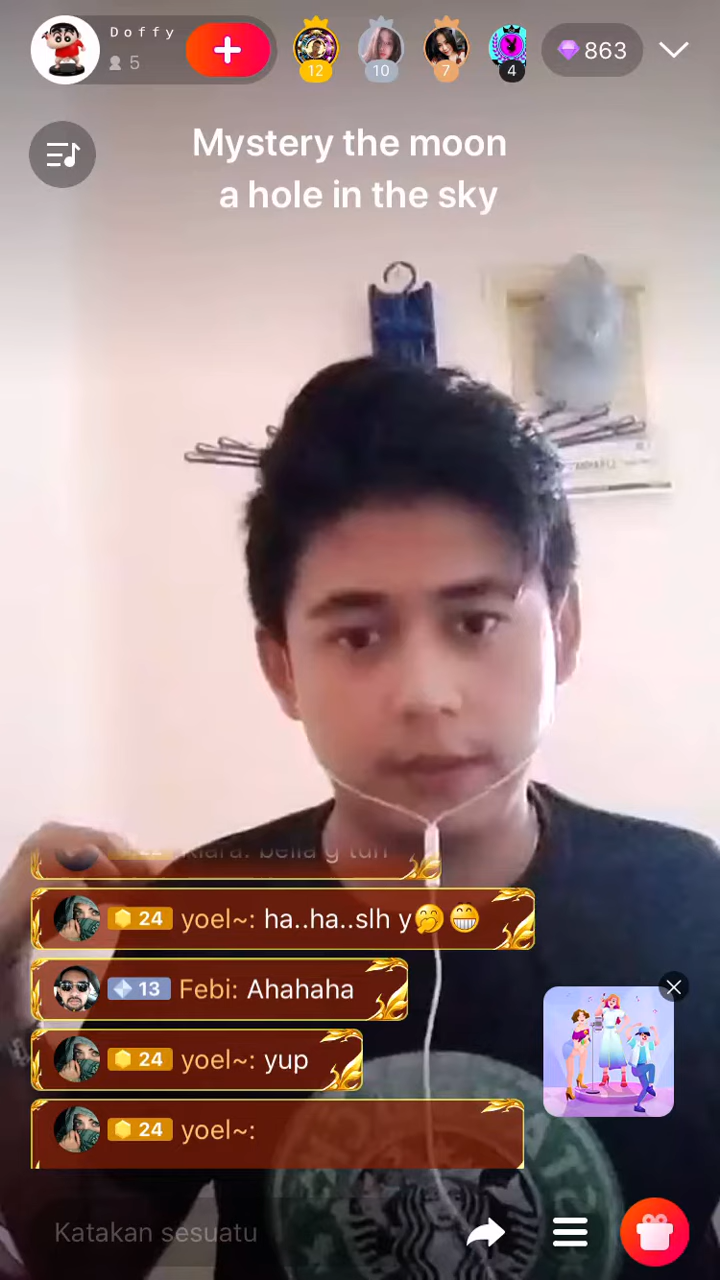 Doffy
5
12
10
7
4
863
Mystery the moon
a hole in the sky
24 yoel~: ha..ha..slh y🤭😁
13 Febi: Ahahaha
24 yoel~: yup
24 yoel~:
Katakan sesuatu